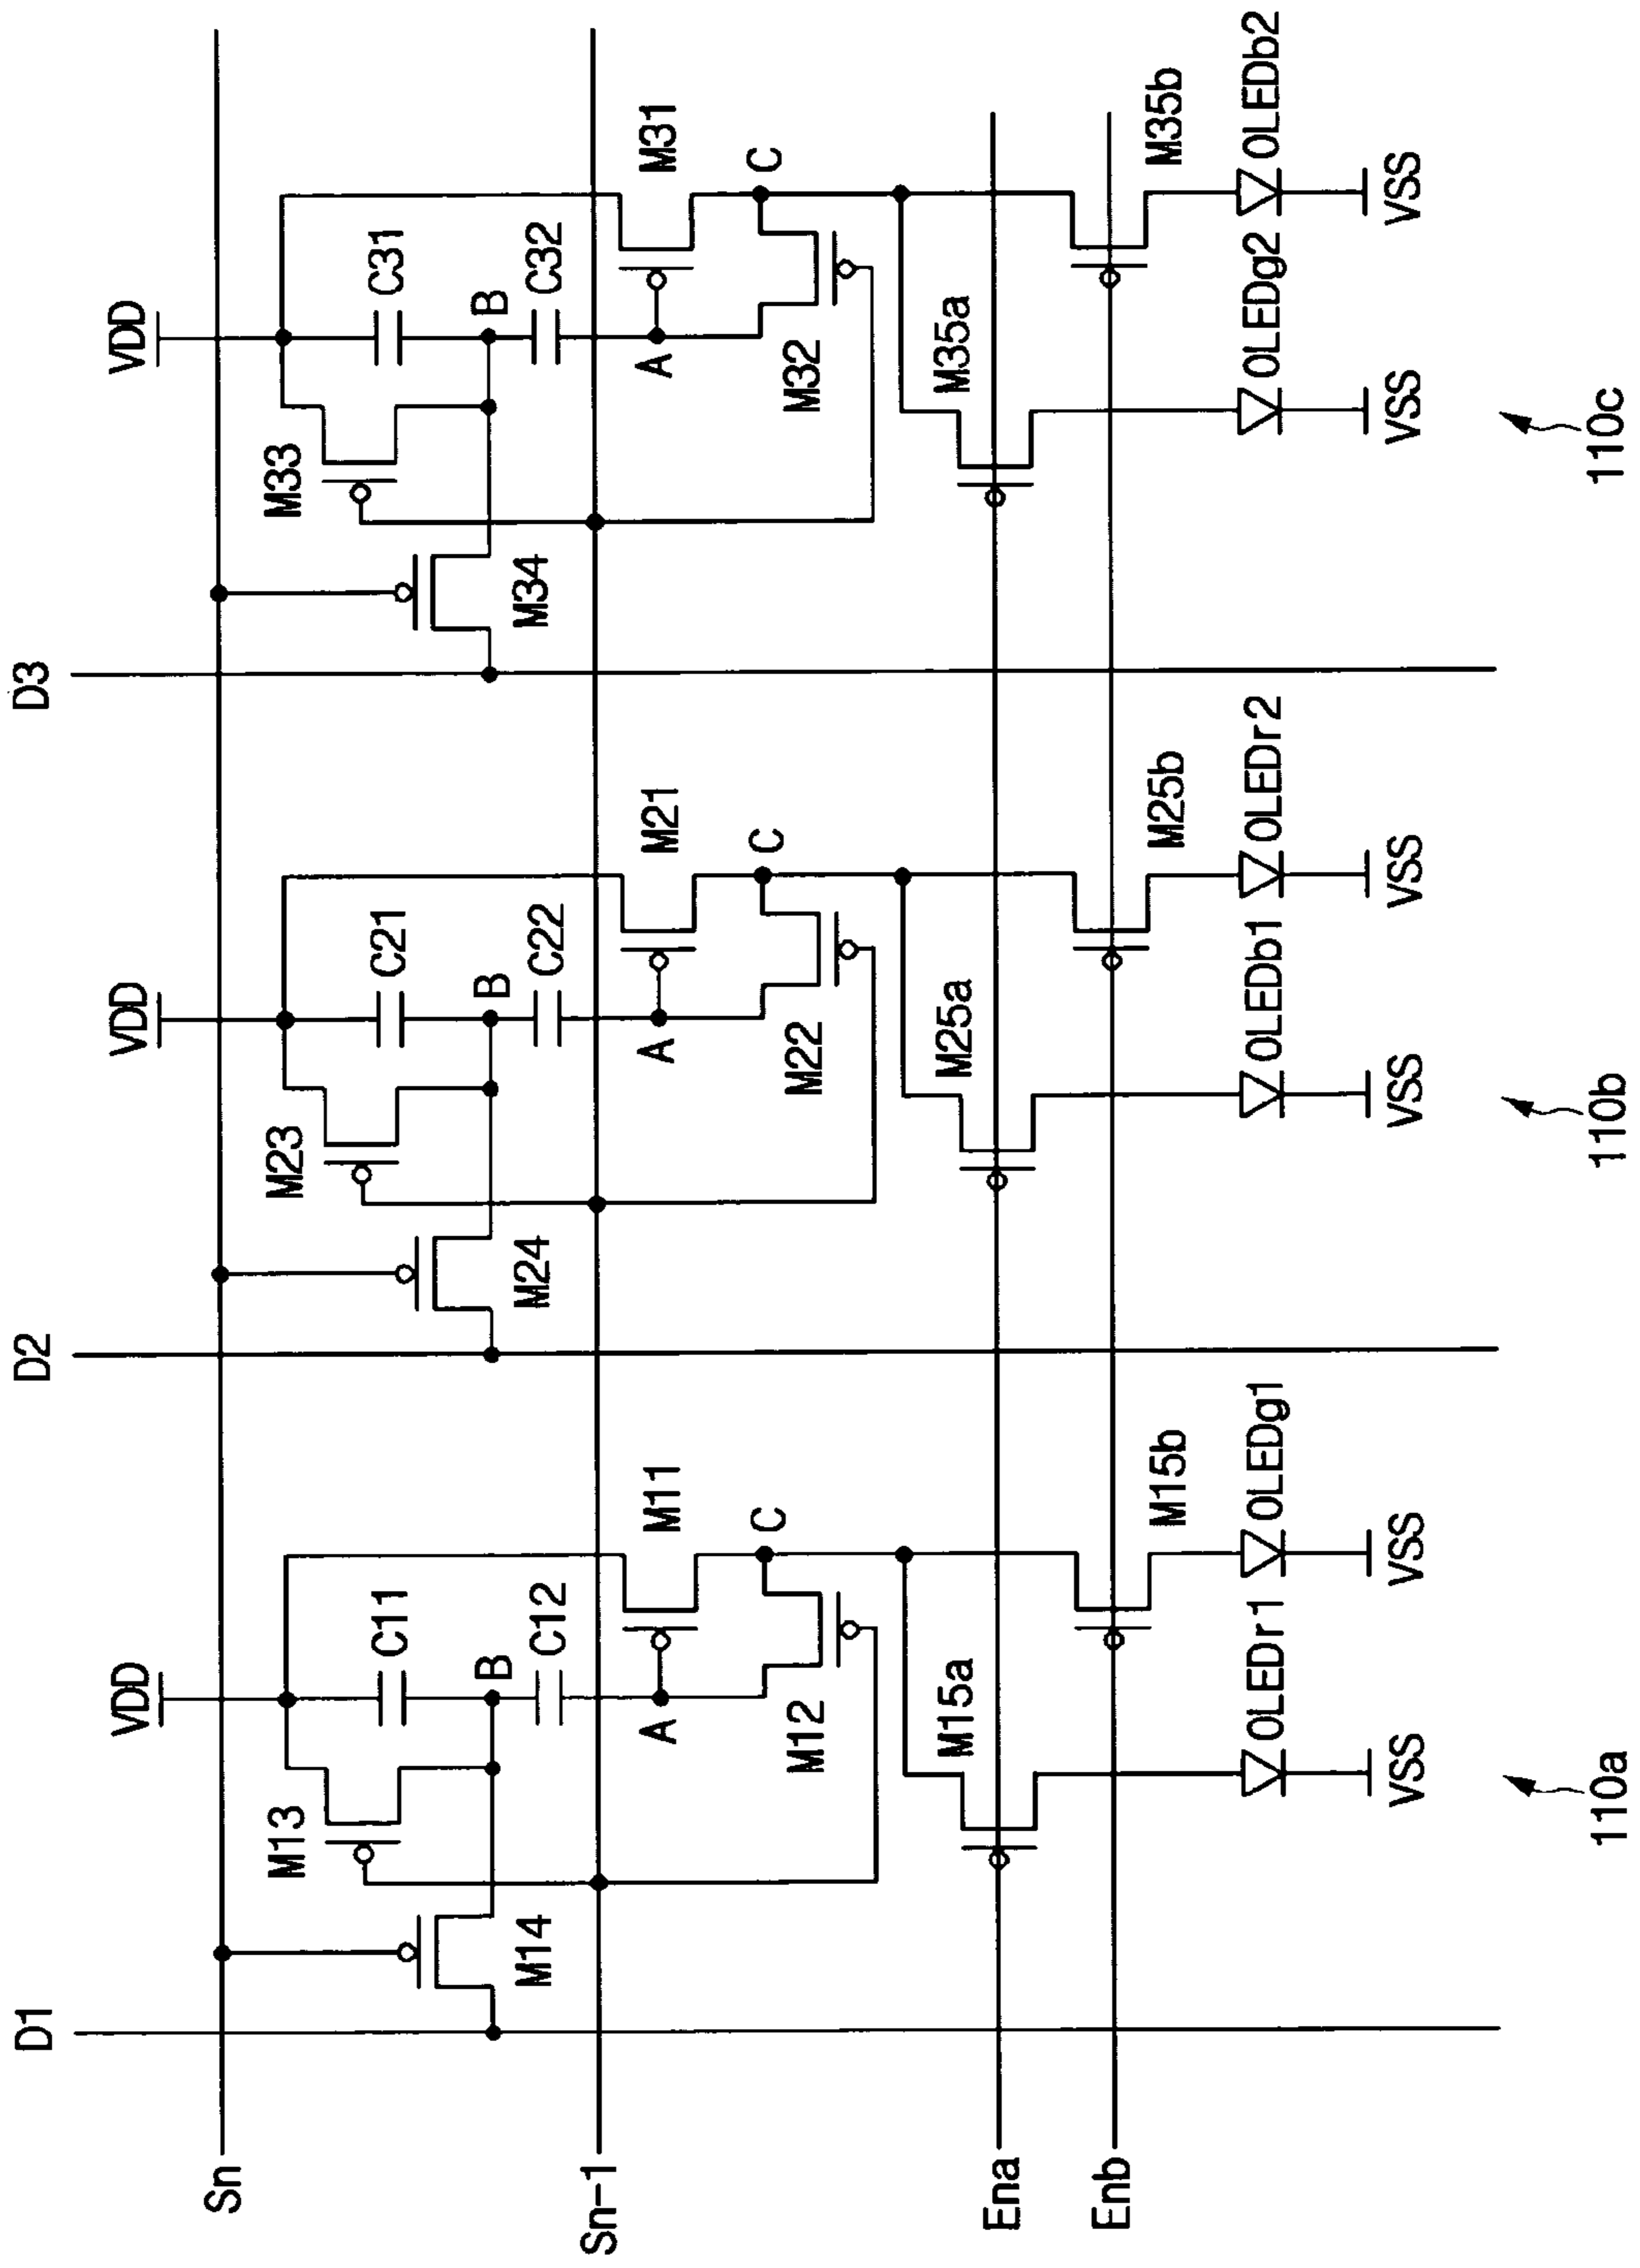 D1
D2
D3
VDD
VDD
VDD
Sn
M13
C11
M23
C21
M33
C31
B
C12
B
C22
B
C32
M14
M24
M34
Sn-1
A
M11
A
M21
A
M31
C
C
C
M12
M22
M32
M15a
M25a
M35a
Ena
Enb
M15b
M25b
M35b
OLEDr1
OLEDg1
OLEDb1
OLEDr2
OLEDg2
OLEDb2
VSS
VSS
VSS
VSS
VSS
VSS
110a
110b
110c